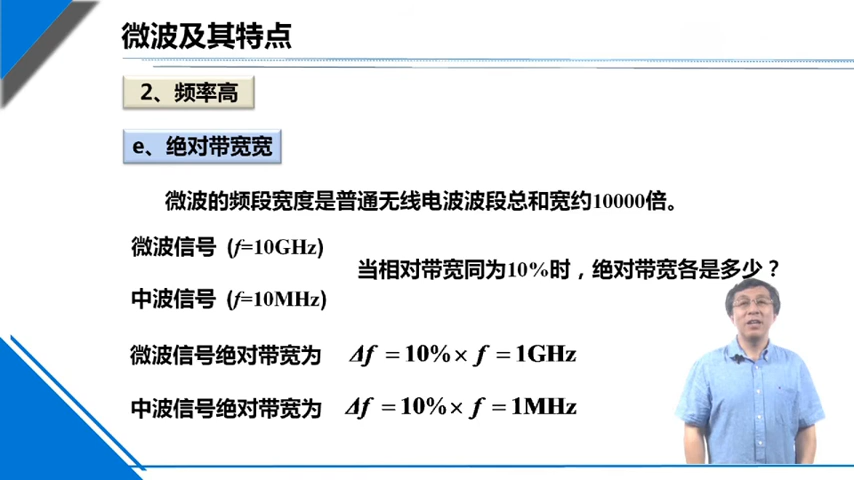 微波及其特点
2、频率高
e、绝对带宽宽
微波的频段宽度是普通无线电波波段总和宽约10000倍。
微波信号 (f=10GHz)
当相对带宽同为10%时，绝对带宽各是多少？
中波信号 (f=10MHz)
微波信号绝对带宽为 Δf = 10% × f = 1GHz
中波信号绝对带宽为 Δf = 10% × f = 1MHz